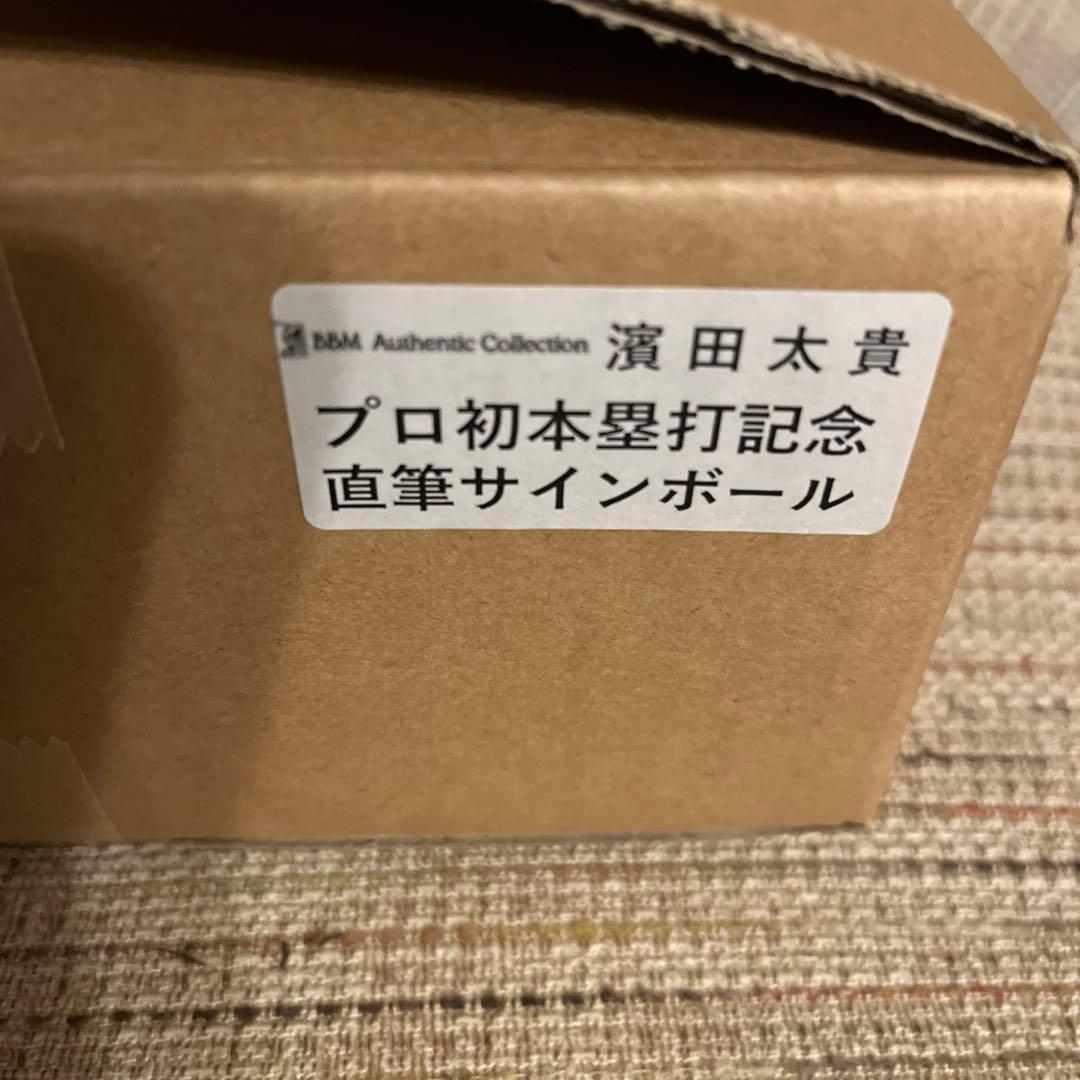 BBM Authentic Collection 濱田太貴
プロ初本塁打記念
直筆サインボール